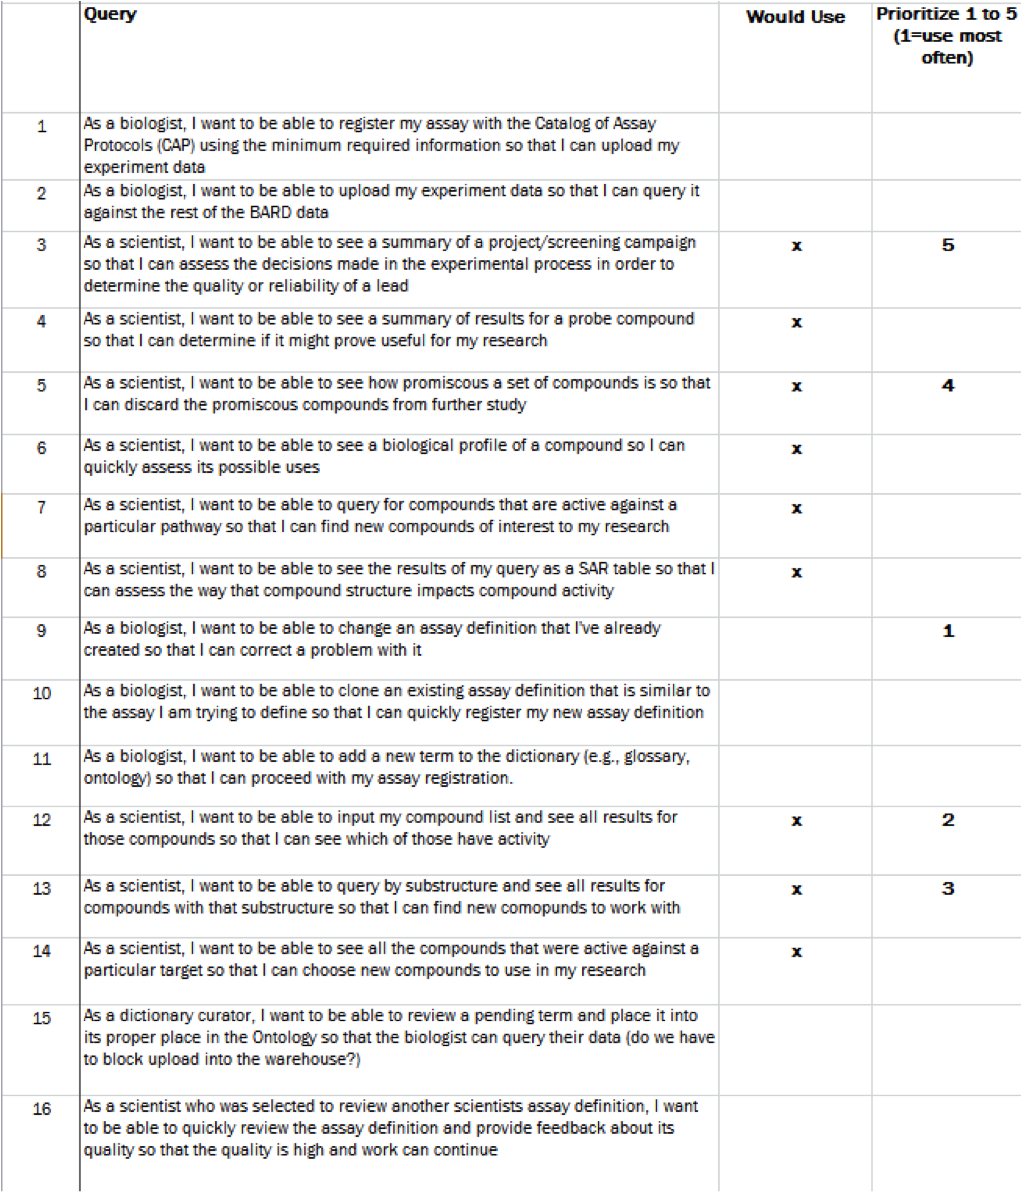 Query
Would Use
Prioritize 1 to 5
(1=use most
often)
1
As a biologist, I want to be able to register my assay with the Catalog of Assay
Protocols (CAP) using the minimum required information so that I can upload my
experiment data
2
As a biologist, I want to be able to upload my experiment data so that I can query it
against the rest of the BARD data
3
As a scientist, I want to be able to see a summary of a project/screening campaign
so that I can assess the decisions made in the experimental process in order to
determine the quality or reliability of a lead
x
5
4
As a scientist, I want to be able to see a summary of results for a probe compound
so that I can determine if it might prove useful for my research
x
5
As a scientist, I want to be able to see how promiscuous a set of compounds is so that
I can discard the promiscous compounds from further study
x
4
6
As a scientist, I want to be able to see a biological profile of a compound so I can
quickly assess its possible uses
x
7
As a scientist, I want to be able to query for compounds that are active against a
particular pathway so that I can find new compounds of interest to my research
x
8
As a scientist, I want to be able to see the results of my query as a SAR table so that I
can assess the way that compound structure impacts compound activity
x
9
As a biologist, I want to be able to change an assay definition that I've already
created so that I can correct a problem with it
1
10
As a biologist, I want to be able to clone an existing assay definition that is similar to
the assay I am trying to define so that I can quickly register my new assay definition
11
As a biologist, I want to be able to add a new term to the dictionary (e.g., glossary,
ontology) so that I can proceed with my assay registration.
12
As a scientist, I want to be able to input my compound list and see all results for
those compounds so that I can see which of those have activity
x
2
13
As a scientist, I want to be able to query by substructure and see all results for
compounds with that substructure so that I can find new comopunds to work with
x
3
14
As a scientist, I want to be able to see all the compounds that were active against a
particular target so that I can choose new compounds to use in my research
x
15
As a dictionary curator, I want to be able to review a pending term and place it into
its proper place in the Ontology so that the biologist can query their data (do we have
to block upload into the warehouse?)
16
As a scientist who was selected to review another scientists assay definition, I want
to be able to quickly review the assay definition and provide feedback about its
quality so that the quality is high and work can continue